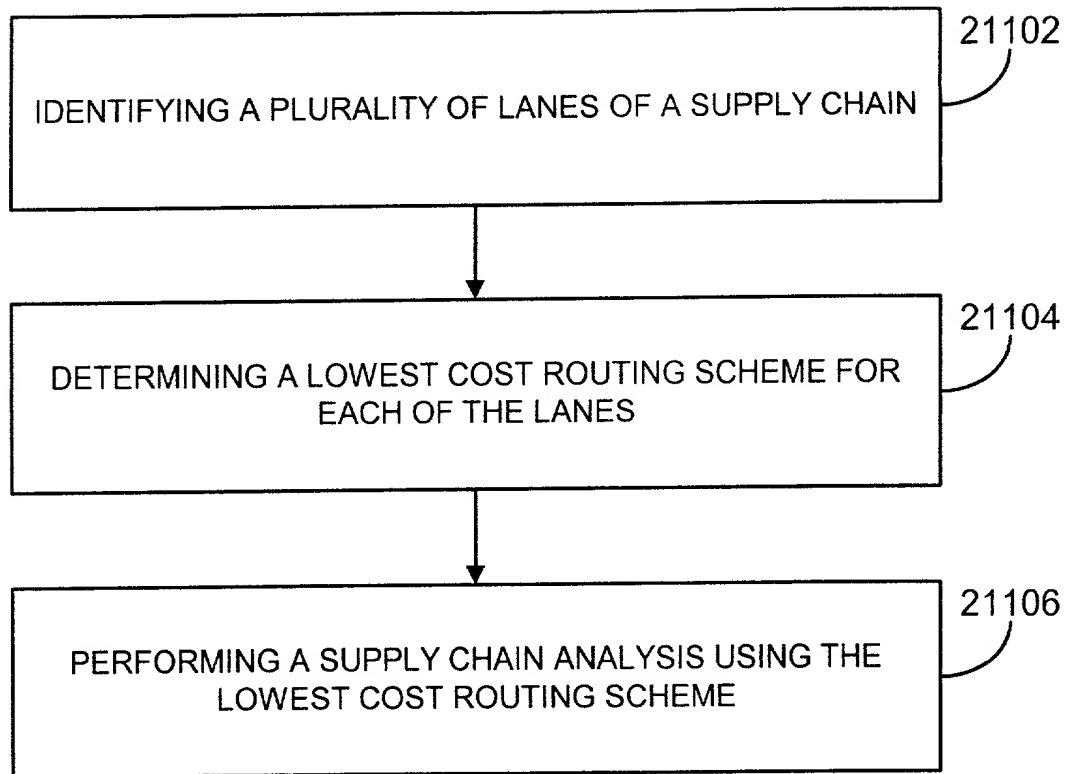 21102
IDENTIFYING A PLURALITY OF LANES OF A SUPPLY CHAIN
21104
DETERMINING A LOWEST COST ROUTING SCHEME FOR
EACH OF THE LANES
21106
PERFORMING A SUPPLY CHAIN ANALYSIS USING THE
LOWEST COST ROUTING SCHEME